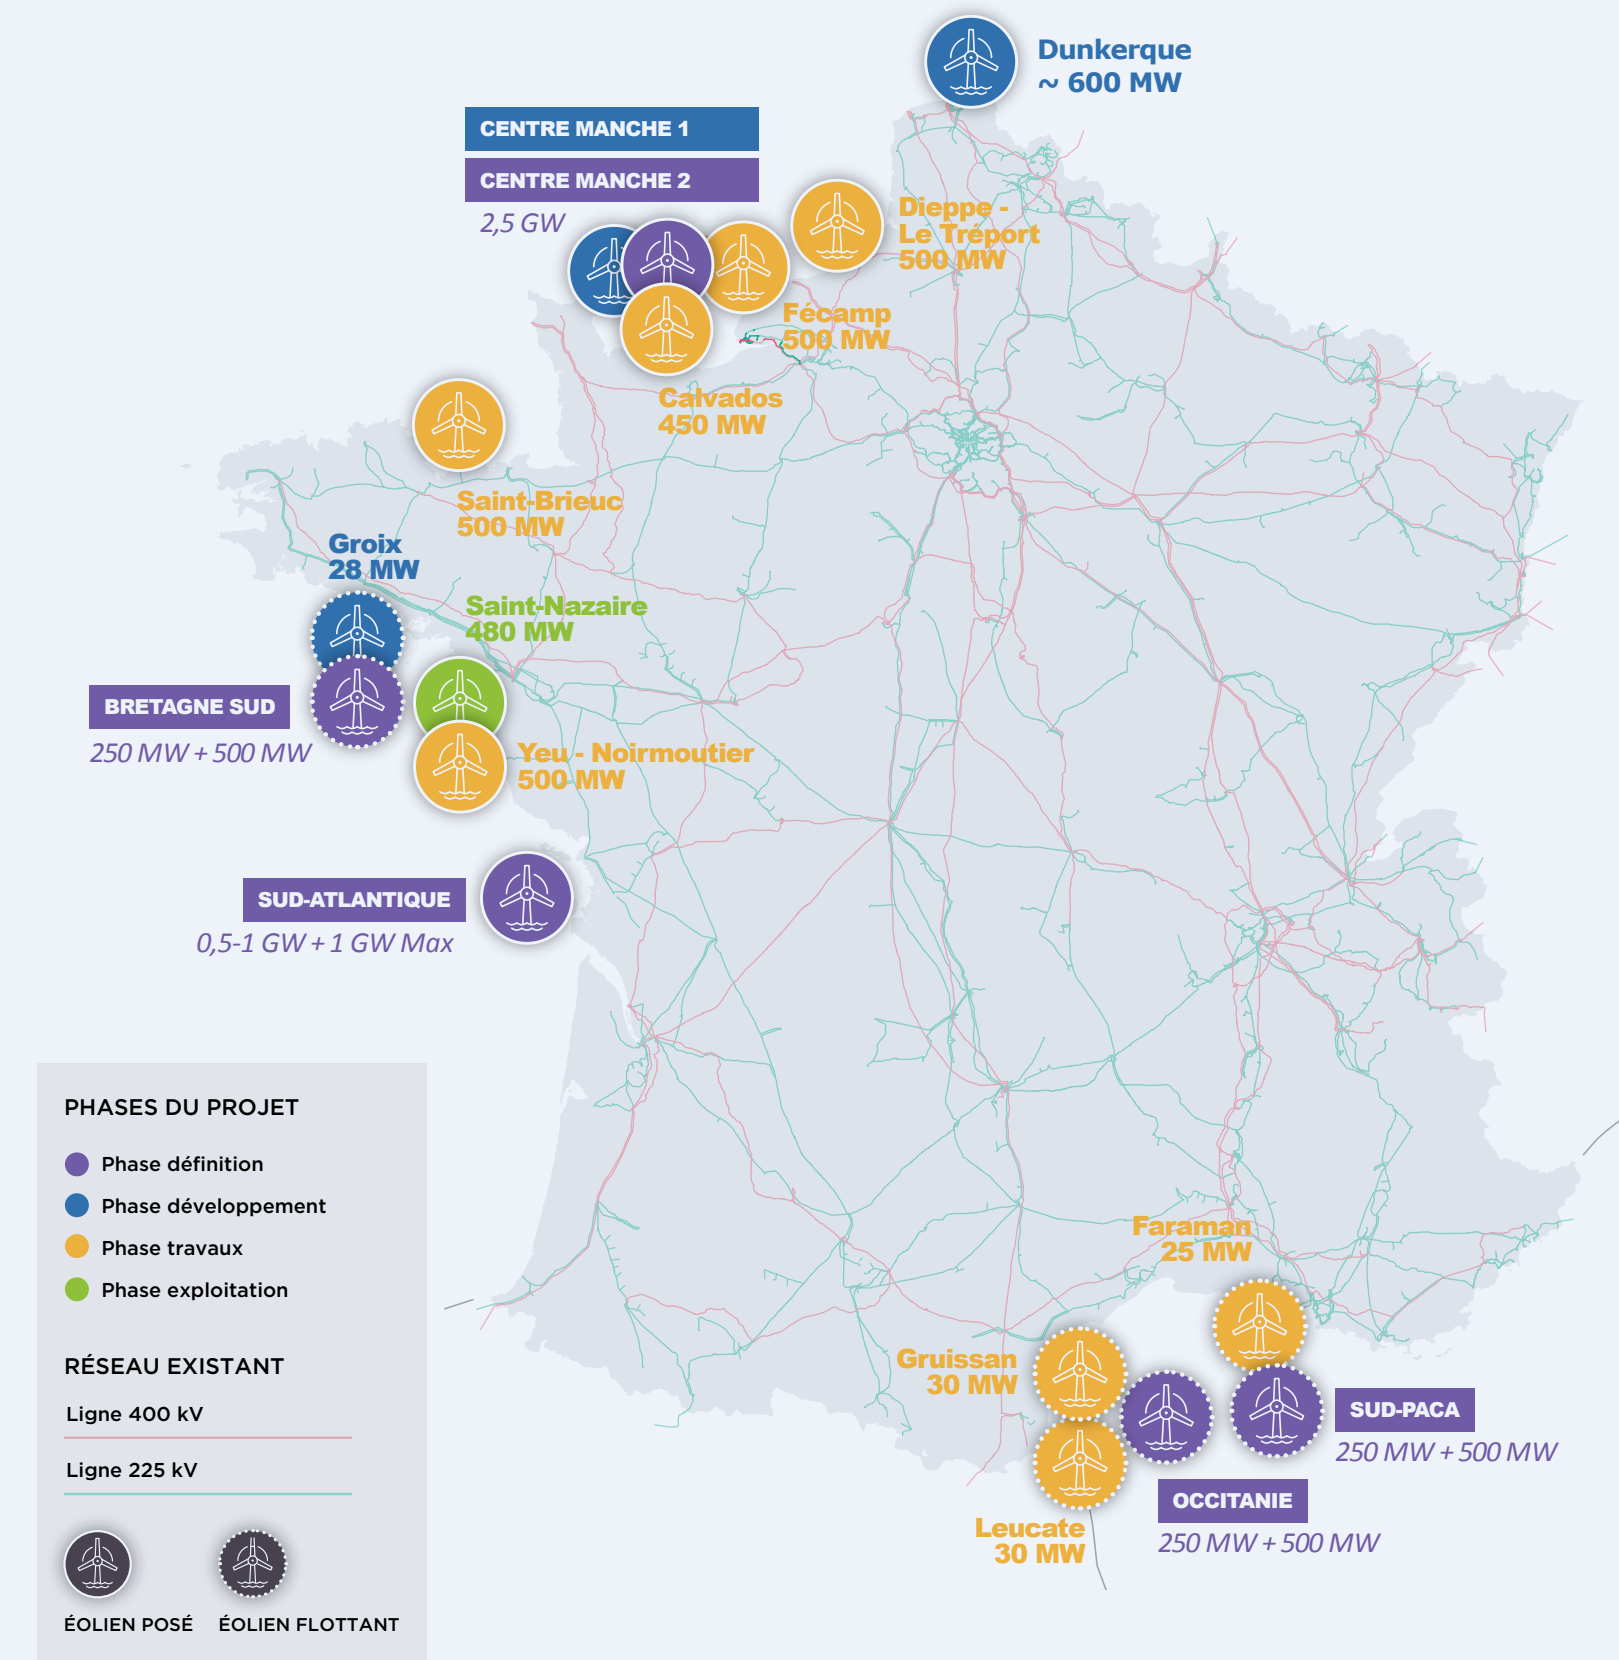 Dunkerque
~ 600 MW
CENTRE MANCHE 1
CENTRE MANCHE 2
2,5 GW
Dieppe -
Le Tréport
500 MW
Fécamp
500 MW
Calvados
450 MW
Saint-Brieuc
500 MW
Groix
28 MW
Saint-Nazaire
480 MW
BRETAGNE SUD
250 MW + 500 MW
Yeu - Noirmoutier
500 MW
SUD-ATLANTIQUE
0,5-1 GW + 1 GW Max
PHASES DU PROJET
Phase définition
Phase développement
Phase travaux
Phase exploitation
RÉSEAU EXISTANT
Ligne 400 kV
Ligne 225 kV
ÉOLIEN POSÉ
ÉOLIEN FLOTTANT
Faraman
25 MW
Gruissan
30 MW
SUD-PACA
250 MW + 500 MW
OCCITANIE
250 MW + 500 MW
Leucate
30 MW